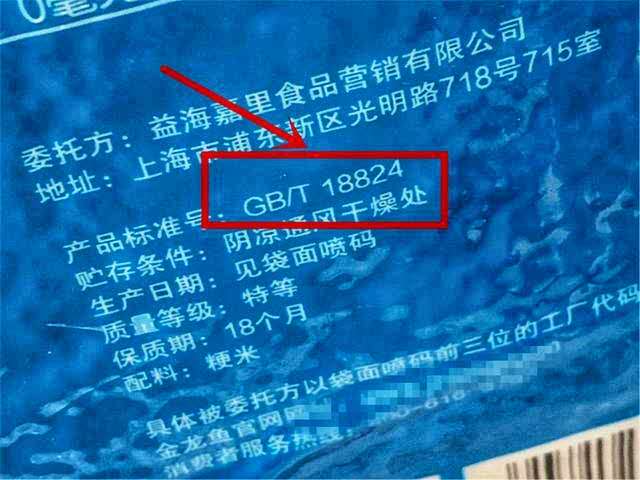 0毫
委托方：益海嘉里食品营销有限公司
地址：上海市浦东新区光明路718号715室
产品标准号：GB/T 18824
贮存条件：阴凉通风干燥处
生产日期：见袋面喷码
质量等级：特等
保质期：18个月
配料：粳米
具体被委托方以袋面喷码前三位的工厂代码
金龙鱼官网
消费者服务热线：